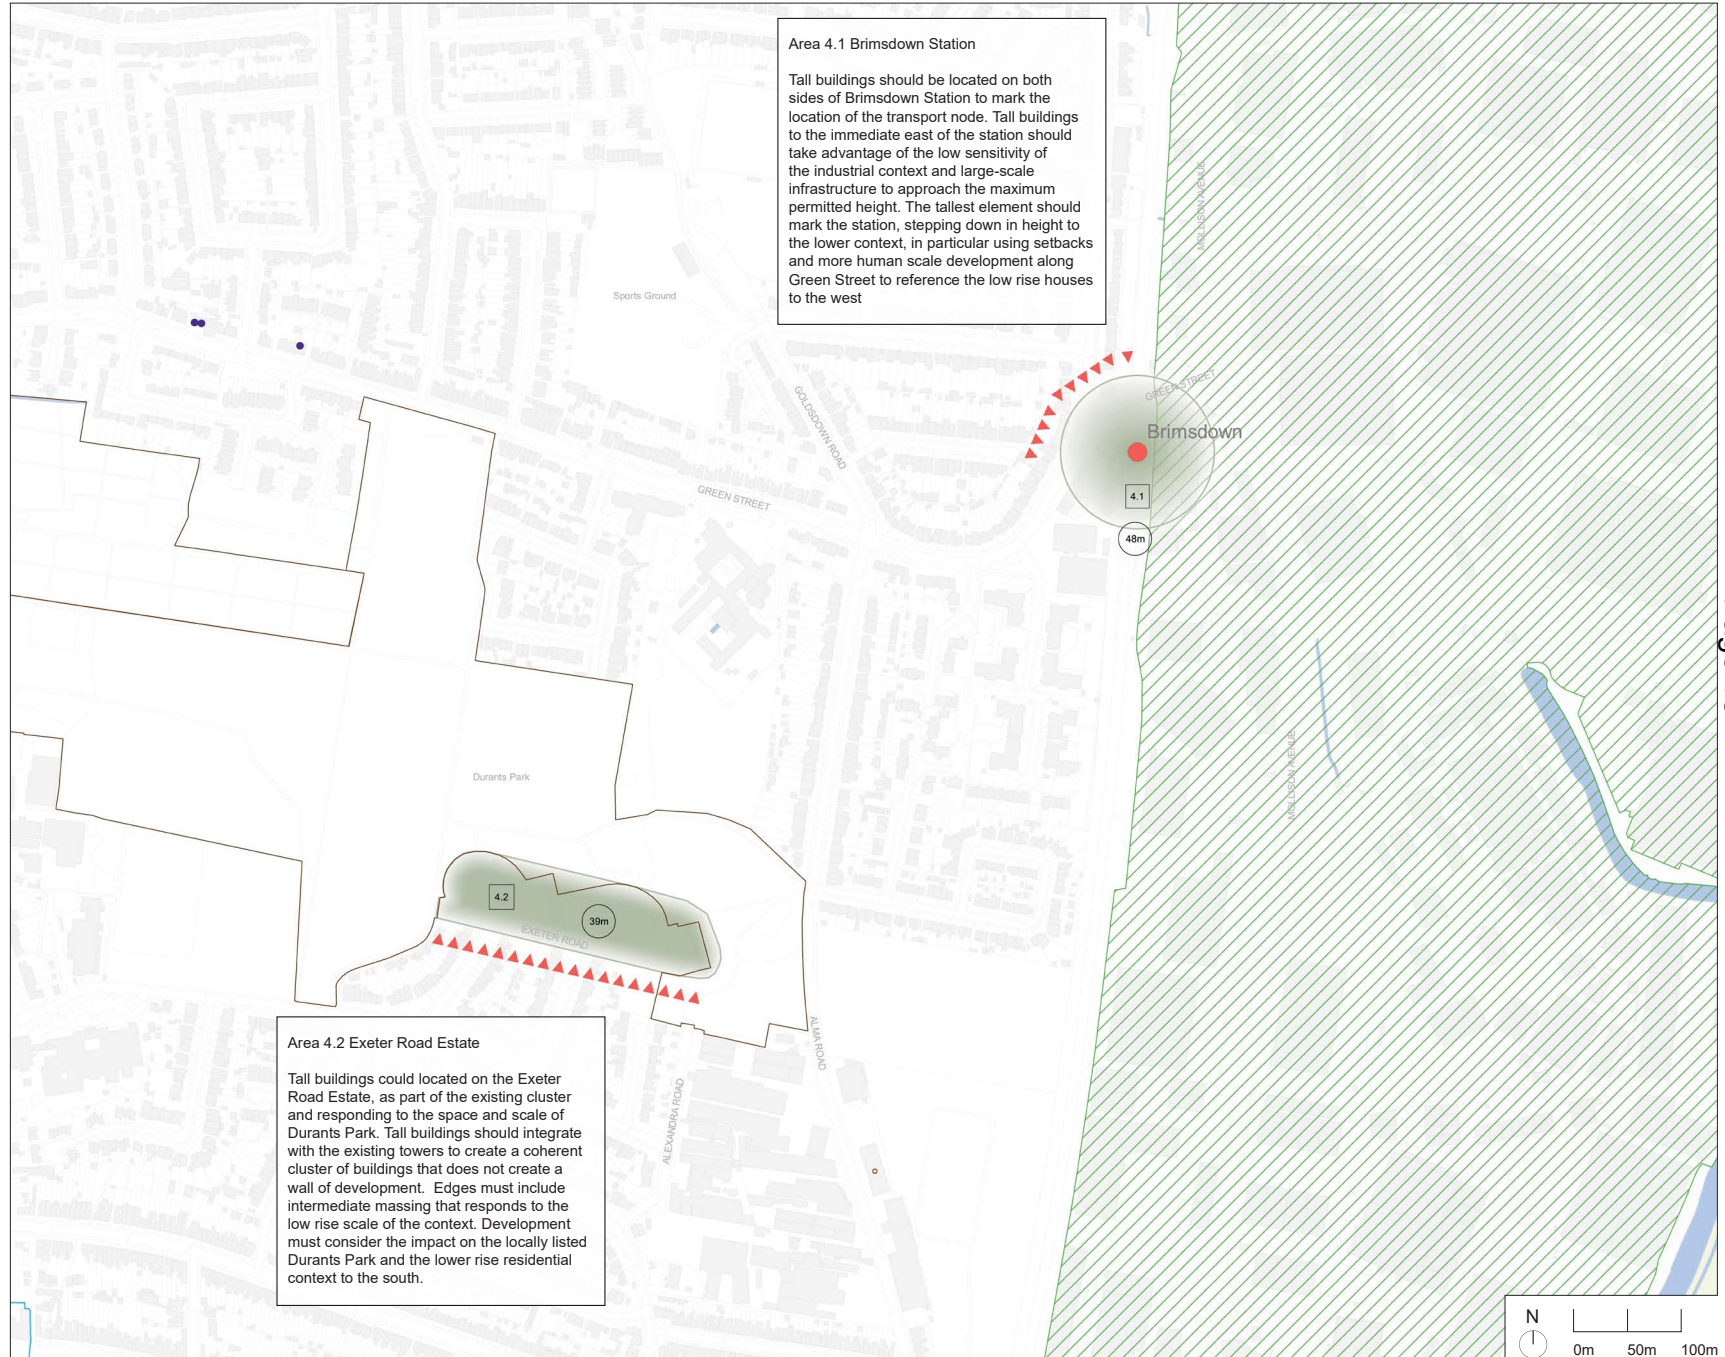 Area 4.1 Brimsdown Station
Tall buildings should be located on both
sides of Brimsdown Station to mark the
location of the transport node. Tall buildings
to the immediate east of the station should
take advantage of the low sensitivity of
the industrial context and large-scale
infrastructure to approach the maximum
permitted height. The tallest element should
mark the station, stepping down in height to
the lower context, in particular using setbacks
and more human scale development along
Green Street to reference the low rise houses
to the west
MOLLISON AVENUE
Sports Ground
GREEN STREET
GOLDSDOWN ROAD
Brimsdown
GREEN STREET
4.1
48m
MOLLISON AVENUE
Durants Park
4.2
39m
EXETER ROAD
Area 4.2 Exeter Road Estate
Tall buildings could located on the Exeter
Road Estate, as part of the existing cluster
and responding to the space and scale of
Durants Park. Tall buildings should integrate
with the existing towers to create a coherent
cluster of buildings that does not create a
wall of development.  Edges must include
intermediate massing that responds to the
low rise scale of the context. Development
must consider the impact on the locally listed
Durants Park and the lower rise residential
context to the south.
ALMA ROAD
ALEXANDRA ROAD
N
0m 50m 100m